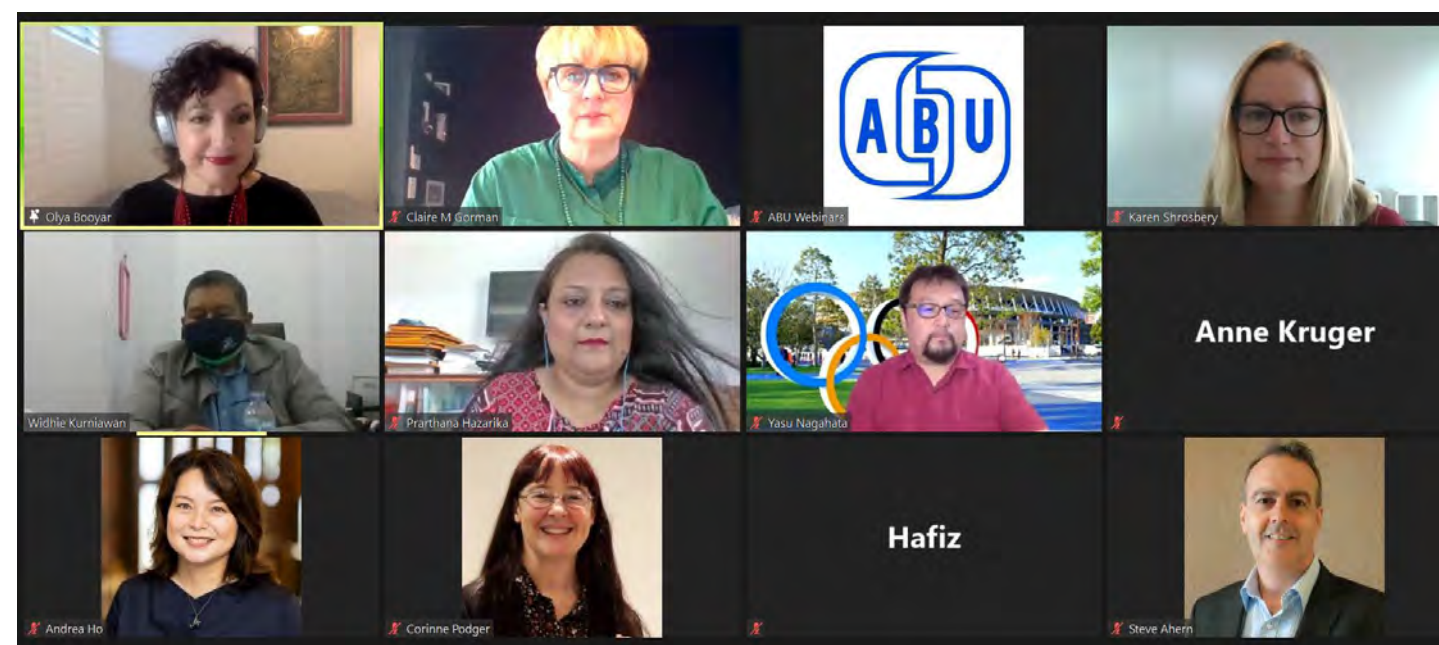 Olya Booyar
Claire M Gorman
ABU
ABU Webinars
Karen Shrosbery
Widhie Kurniawan
Prarthana Hazarika
Yasu Nagahata
Anne Kruger
Andrea Ho
Corinne Podger
Hafiz
Steve Ahern